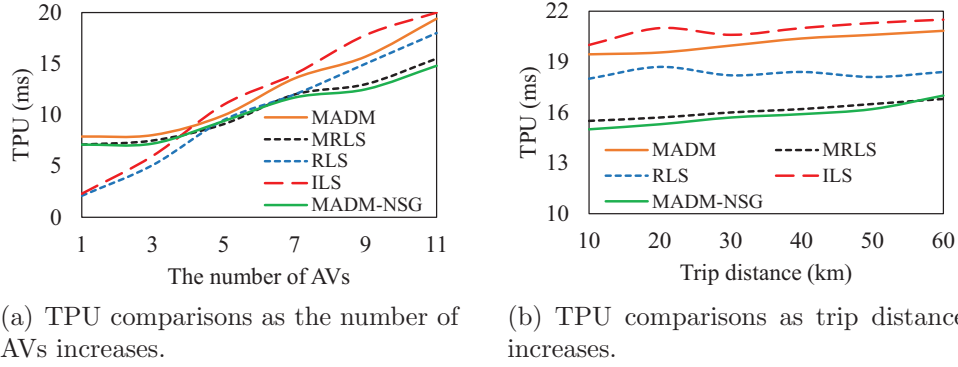 TPU (ms)
20
15
10
5
0
MADM
MRLS
RLS
ILS
MADM-NSG
1 3 5 7 9 11
The number of AVs
(a) TPU comparisons as the number of
AVs increases.
TPU (ms)
22
19
16
13
10
MADM MRLS
RLS ILS
MADM-NSG
10 20 30 40 50 60
Trip distance (km)
(b) TPU comparisons as trip distance
increases.